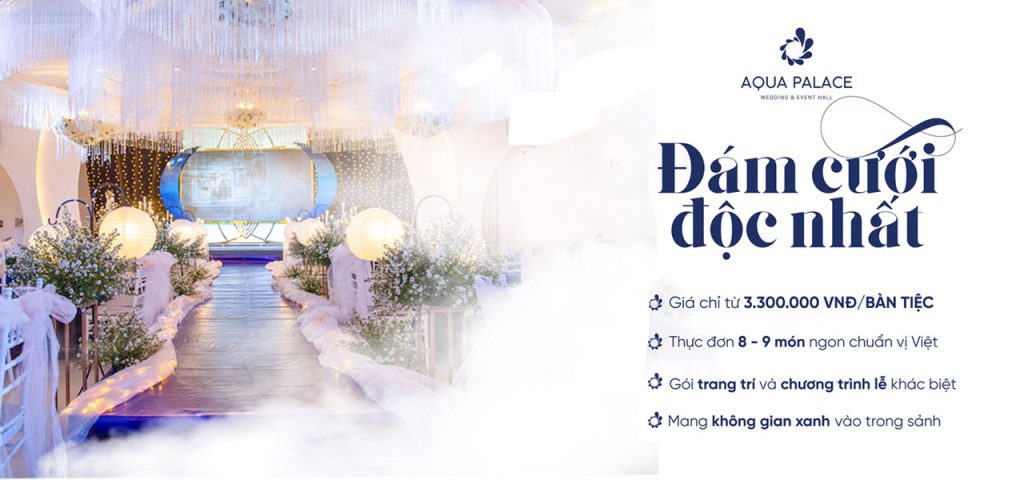 AQUA PALACE
WEDDING & EVENT HALL
Đám cưới
độc nhất
Giá chỉ từ 3.300.000 VNĐ/BÀN TIỆC
Thực đơn 8 - 9 món ngon chuẩn vị Việt
Gói trang trí và chương trình lễ khác biệt
Mang không gian xanh vào trong sảnh